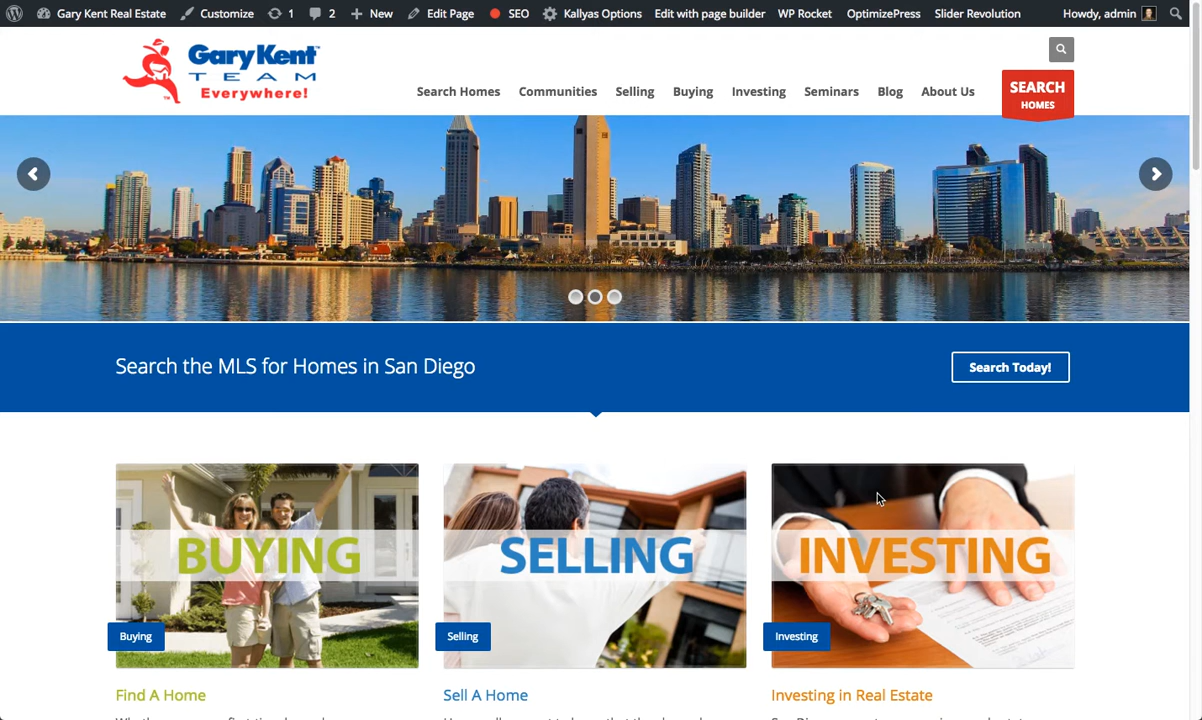 Gary Kent Real Estate Customize 1 2 New Edit Page SEO Kallyas Options Edit with page builder WP Rocket OptimizePress Slider Revolution Howdy, admin
Gary Kent™
TEAM
Everywhere!
™
Search Homes Communities Selling Buying Investing Seminars Blog About Us
SEARCH
HOMES
Search the MLS for Homes in San Diego
Search Today!
BUYING
SELLING
INVESTING
Buying
Selling
Investing
Find A Home
Sell A Home
Investing in Real Estate